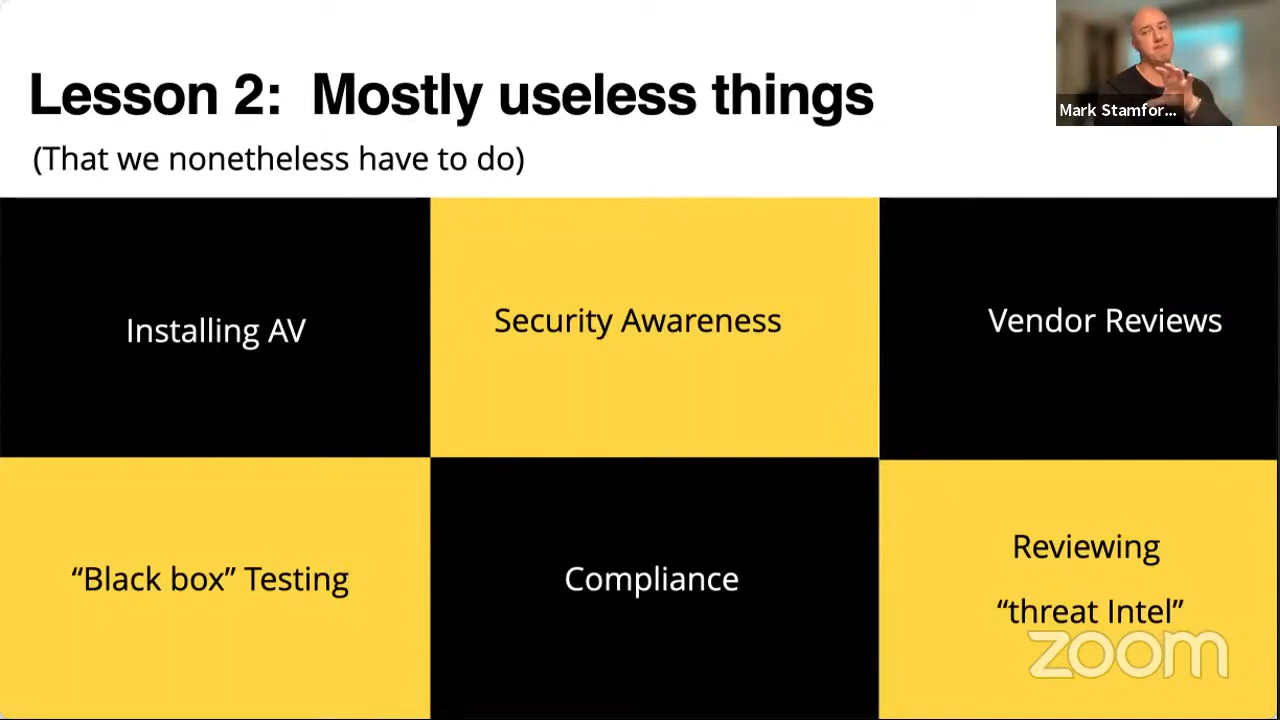 Lesson 2:  Mostly useless things
(That we nonetheless have to do)
Mark Stamfor...
Installing AV
Security Awareness
Vendor Reviews
“Black box” Testing
Compliance
Reviewing
“threat Intel”
zoom